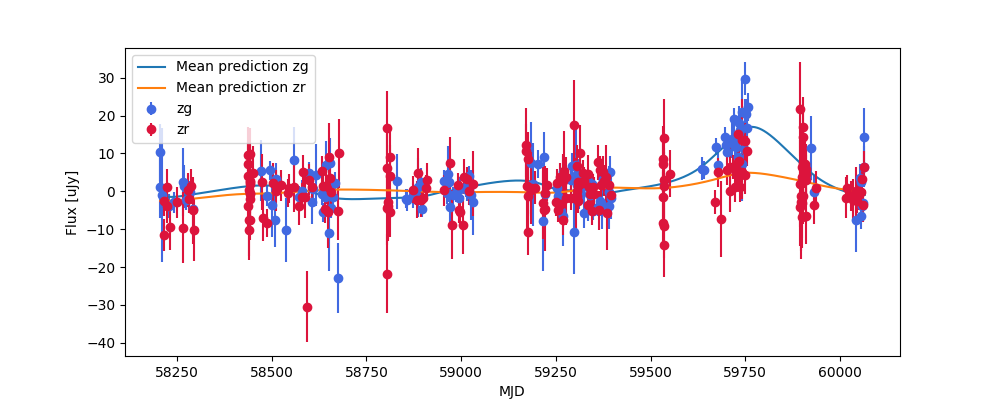 Mean prediction zg
Mean prediction zr
zg
zr
Flux [uJy]
30
20
10
0
−10
−20
−30
−40
58250 58500 58750 59000 59250 59500 59750 60000
MJD